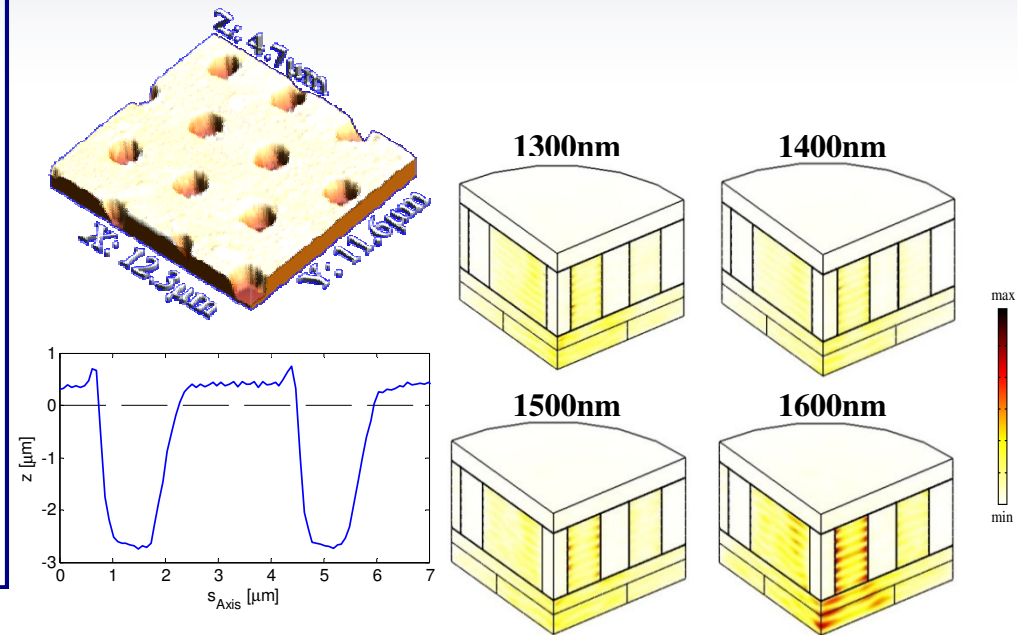 Z: 4.7µm
X: 12.3µm
Y: 11.6µm
1300nm
1400nm
1500nm
1600nm
max
min
1
0
-1
-2
-3
z [µm]
0 1 2 3 4 5 6 7
s_Axis [µm]